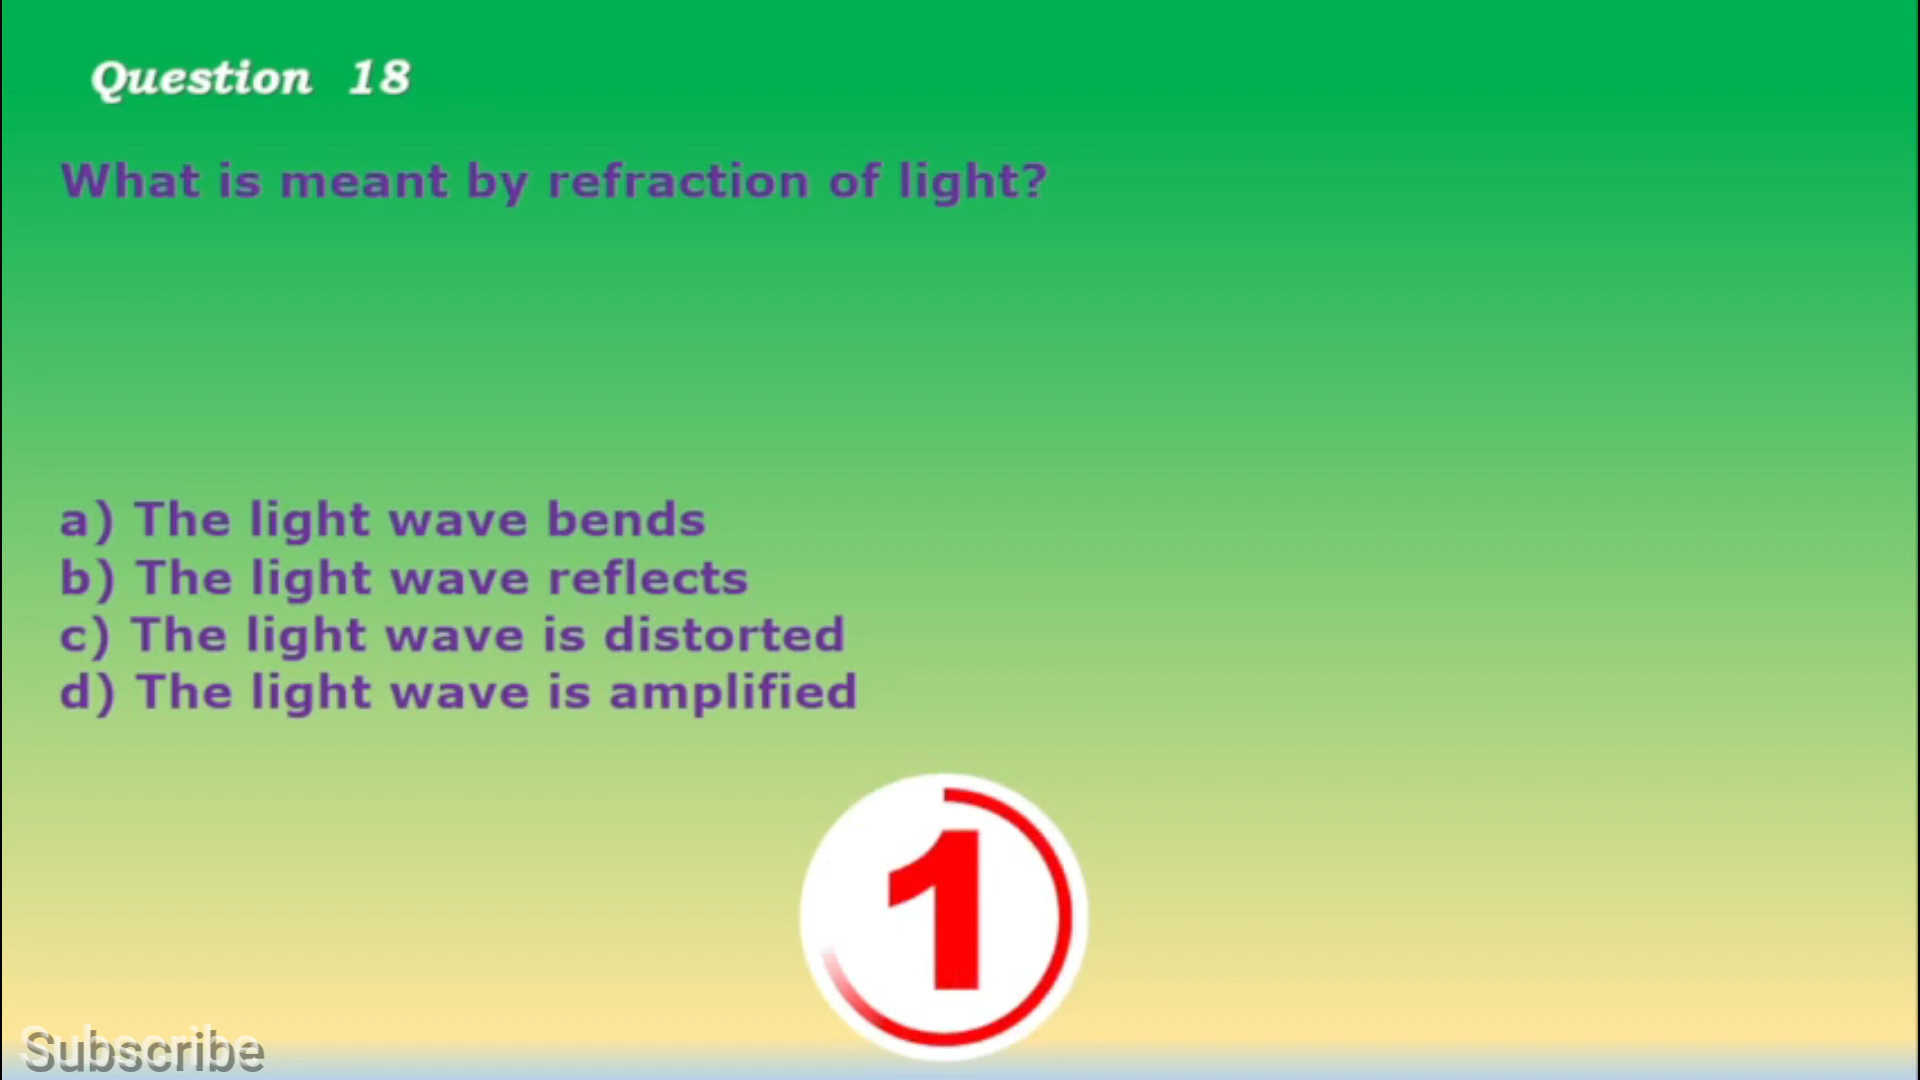 Question 18
What is meant by refraction of light?
a) The light wave bends
b) The light wave reflects
c) The light wave is distorted
d) The light wave is amplified
1
Subscribe